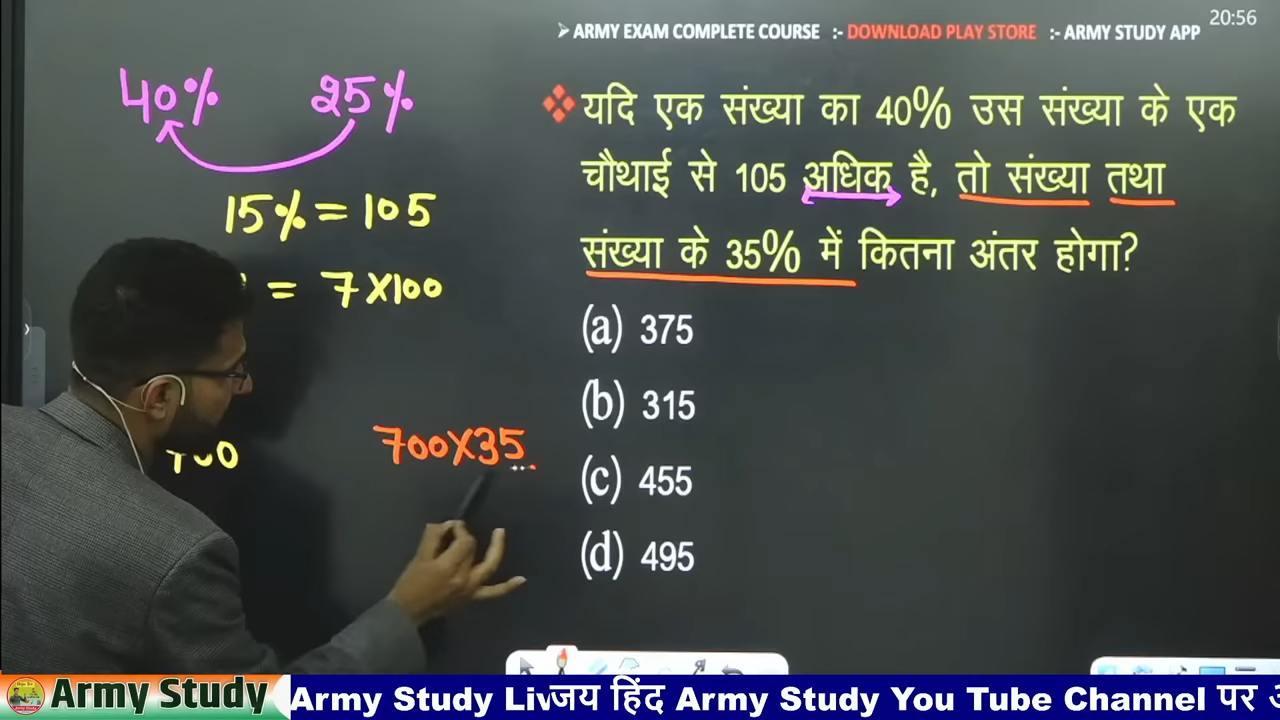 20:56
➢ ARMY EXAM COMPLETE COURSE :- DOWNLOAD PLAY STORE :- ARMY STUDY APP
40% 25%
15% = 105
= 7×100
700×35
❖ यदि एक संख्या का 40% उस संख्या के एक
चौथाई से 105 अधिक है, तो संख्या तथा
संख्या के 35% में कितना अंतर होगा?
(a) 375
(b) 315
(c) 455
(d) 495
Army Study
Army Study Liv
जय हिंद Army Study You Tube Channel पर